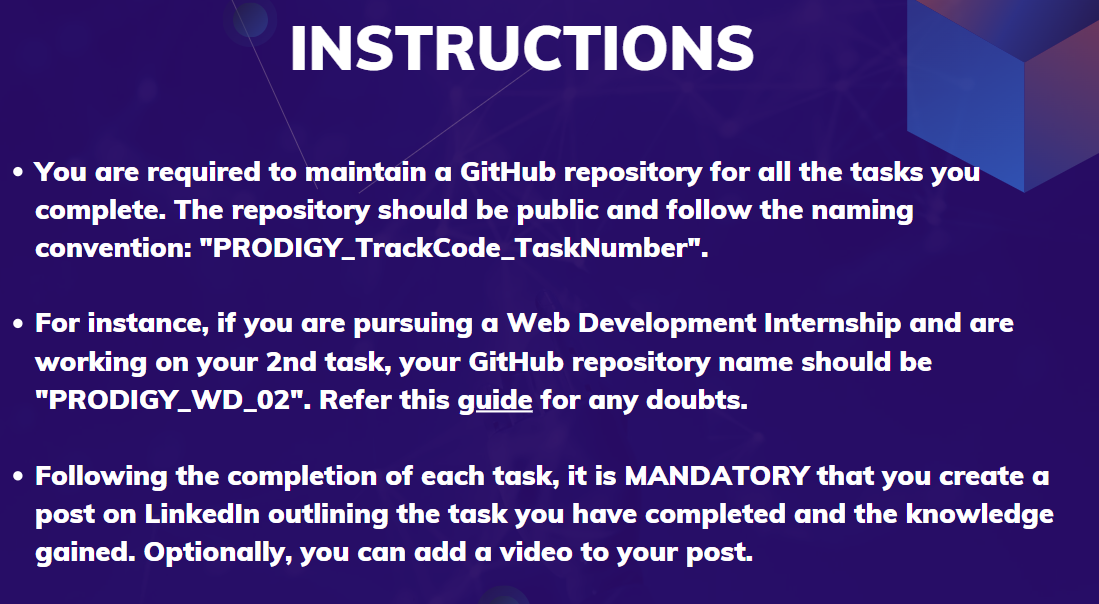 INSTRUCTIONS
• You are required to maintain a GitHub repository for all the tasks you
complete. The repository should be public and follow the naming
convention: "PRODIGY_TrackCode_TaskNumber".
• For instance, if you are pursuing a Web Development Internship and are
working on your 2nd task, your GitHub repository name should be
"PRODIGY_WD_02". Refer this guide for any doubts.
• Following the completion of each task, it is MANDATORY that you create a
post on LinkedIn outlining the task you have completed and the knowledge
gained. Optionally, you can add a video to your post.